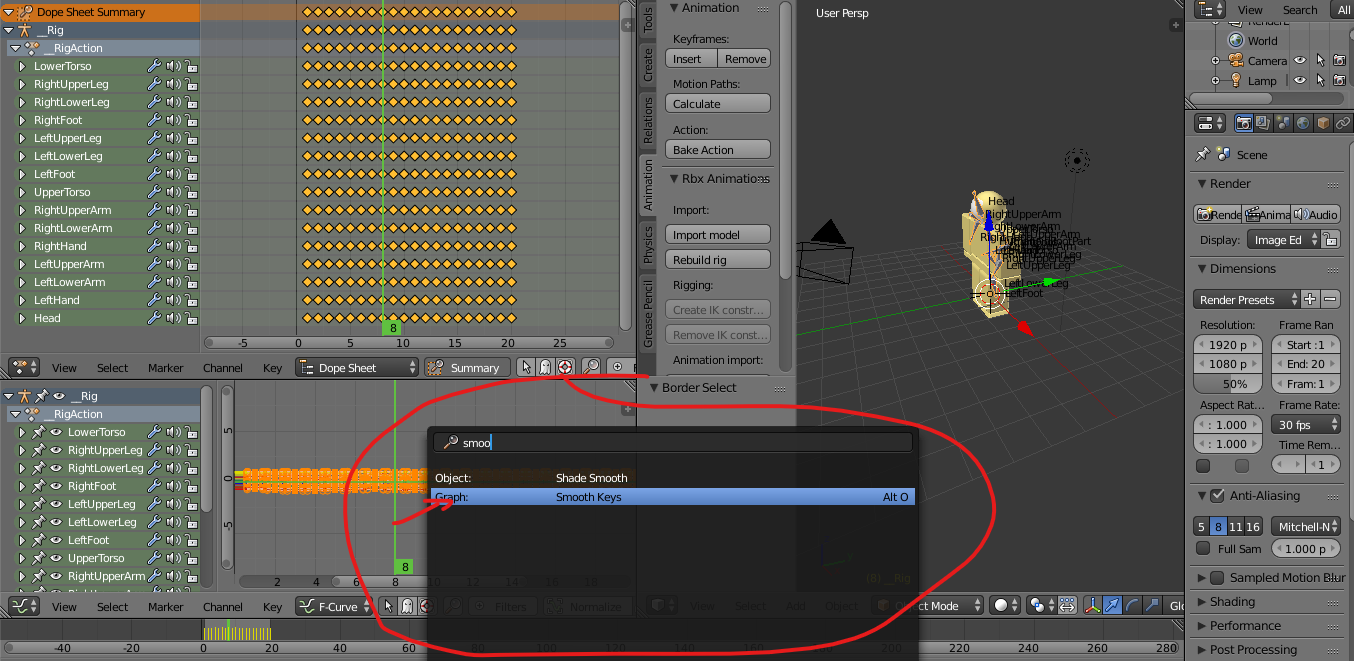 Dope Sheet Summary
__Rig
__RigAction
LowerTorso
RightUpperLeg
RightLowerLeg
RightFoot
LeftUpperLeg
LeftLowerLeg
LeftFoot
UpperTorso
RightUpperArm
RightLowerArm
RightHand
LeftUpperArm
LeftLowerArm
LeftHand
Head
8
-5 0 5 10 15 20 25
View Select Marker Channel Key Dope Sheet Summary
__Rig
__RigAction
LowerTorso
RightUpperLeg
RightLowerLeg
RightFoot
LeftUpperLeg
LeftLowerLeg
LeftFoot
UpperTorso
RightUpperArm
5
0
-5
8
2 4 6 8 10 12 14 16 18
View Select Marker Channel Key F-Curve Filters Normalize
-40 -20 0 20 40 60 80
220 240 260 280
Tools
Create
Relations
Animation
Physics
Grease Pencil
Animation
Keyframes:
Insert Remove
Motion Paths:
Calculate
Action:
Bake Action
Rbx Animations
Import:
Import model
Rebuild rig
Rigging:
Create IK constr...
Remove IK const...
Animation import:
Border Select
smoo
Object: Shade Smooth
Graph: Smooth Keys Alt O
User Persp
Head
RightUpperArm
LeftUpperLeg
LeftFoot
(8) __Rig
View Select Add Object Object Mode Glo
View Search All
World
Camera
Lamp
Scene
Render
Rende Anima Audio
Display: Image Ed
Dimensions
Render Presets
Resolution: Frame Ran
1920 p Start :1
1080 p End: 20
50% Fram: 1
Aspect Rat... Frame Rate:
: 1.000 30 fps
: 1.000 Time Rem...
1
Anti-Aliasing
5 8 11 16 Mitchell-N
Full Sam 1.000 p
Sampled Motion Blur
Shading
Performance
Post Processing